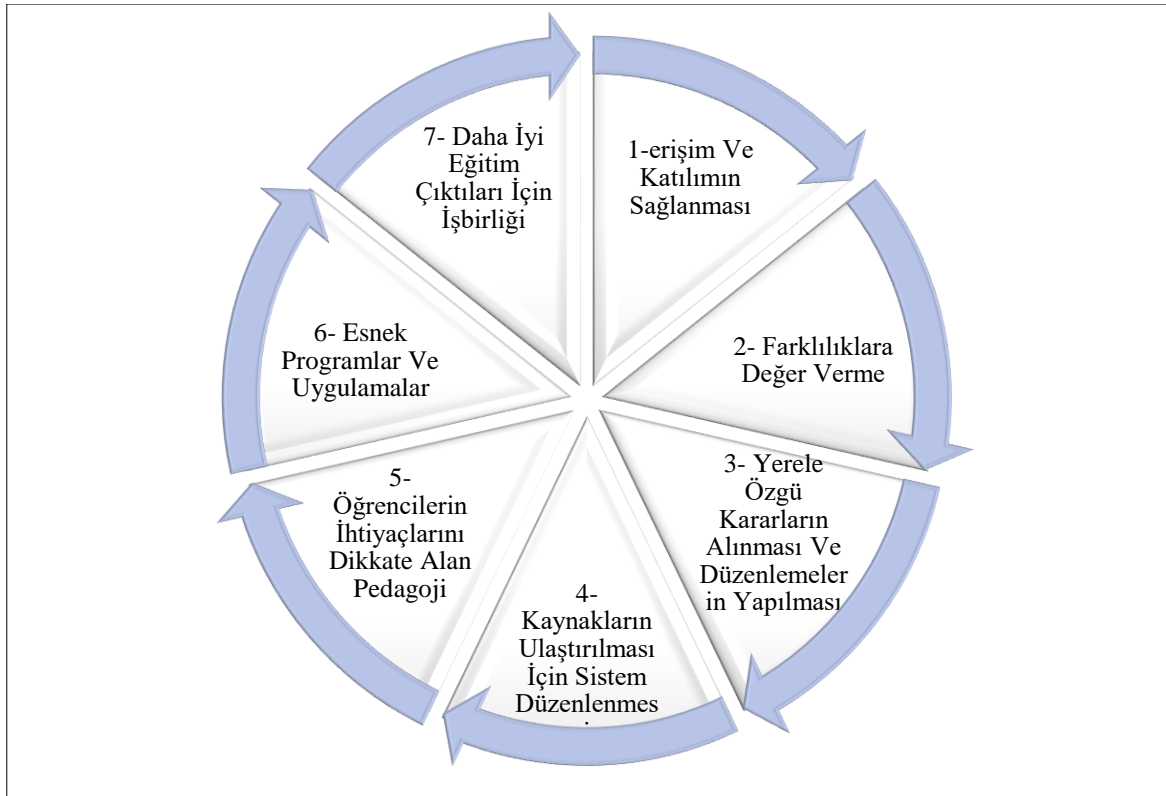 1-erişim Ve
Katılımın
Sağlanması
2- Farklılıklara
Değer Verme
3- Yerele
Özgü
Kararların
Alınması Ve
Düzenlemeler
in Yapılması
4-
Kaynakların
Ulaştırılması
İçin Sistem
Düzenlenmes
5-
Öğrencilerin
İhtiyaçlarını
Dikkate Alan
Pedagoji
6- Esnek
Programlar Ve
Uygulamalar
7- Daha İyi
Eğitim
Çıktıları İçin
İşbirliği